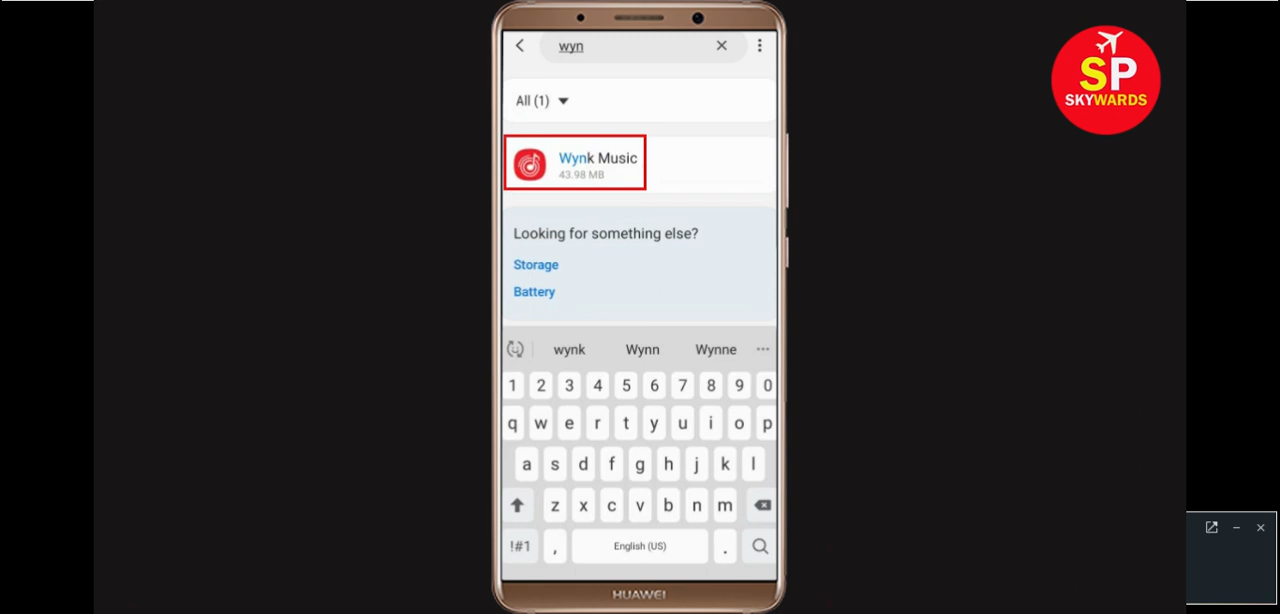 wyn
All (1)
Wynk Music
43.98 MB
Looking for something else?
Storage
Battery
wynk Wynn Wynne ...
1 2 3 4 5 6 7 8 9 0
q w e r t y u i o p
a s d f g h j k l
z x c v b n m
!#1 , English (US) .
HUAWEI
SP
SKYWARDS